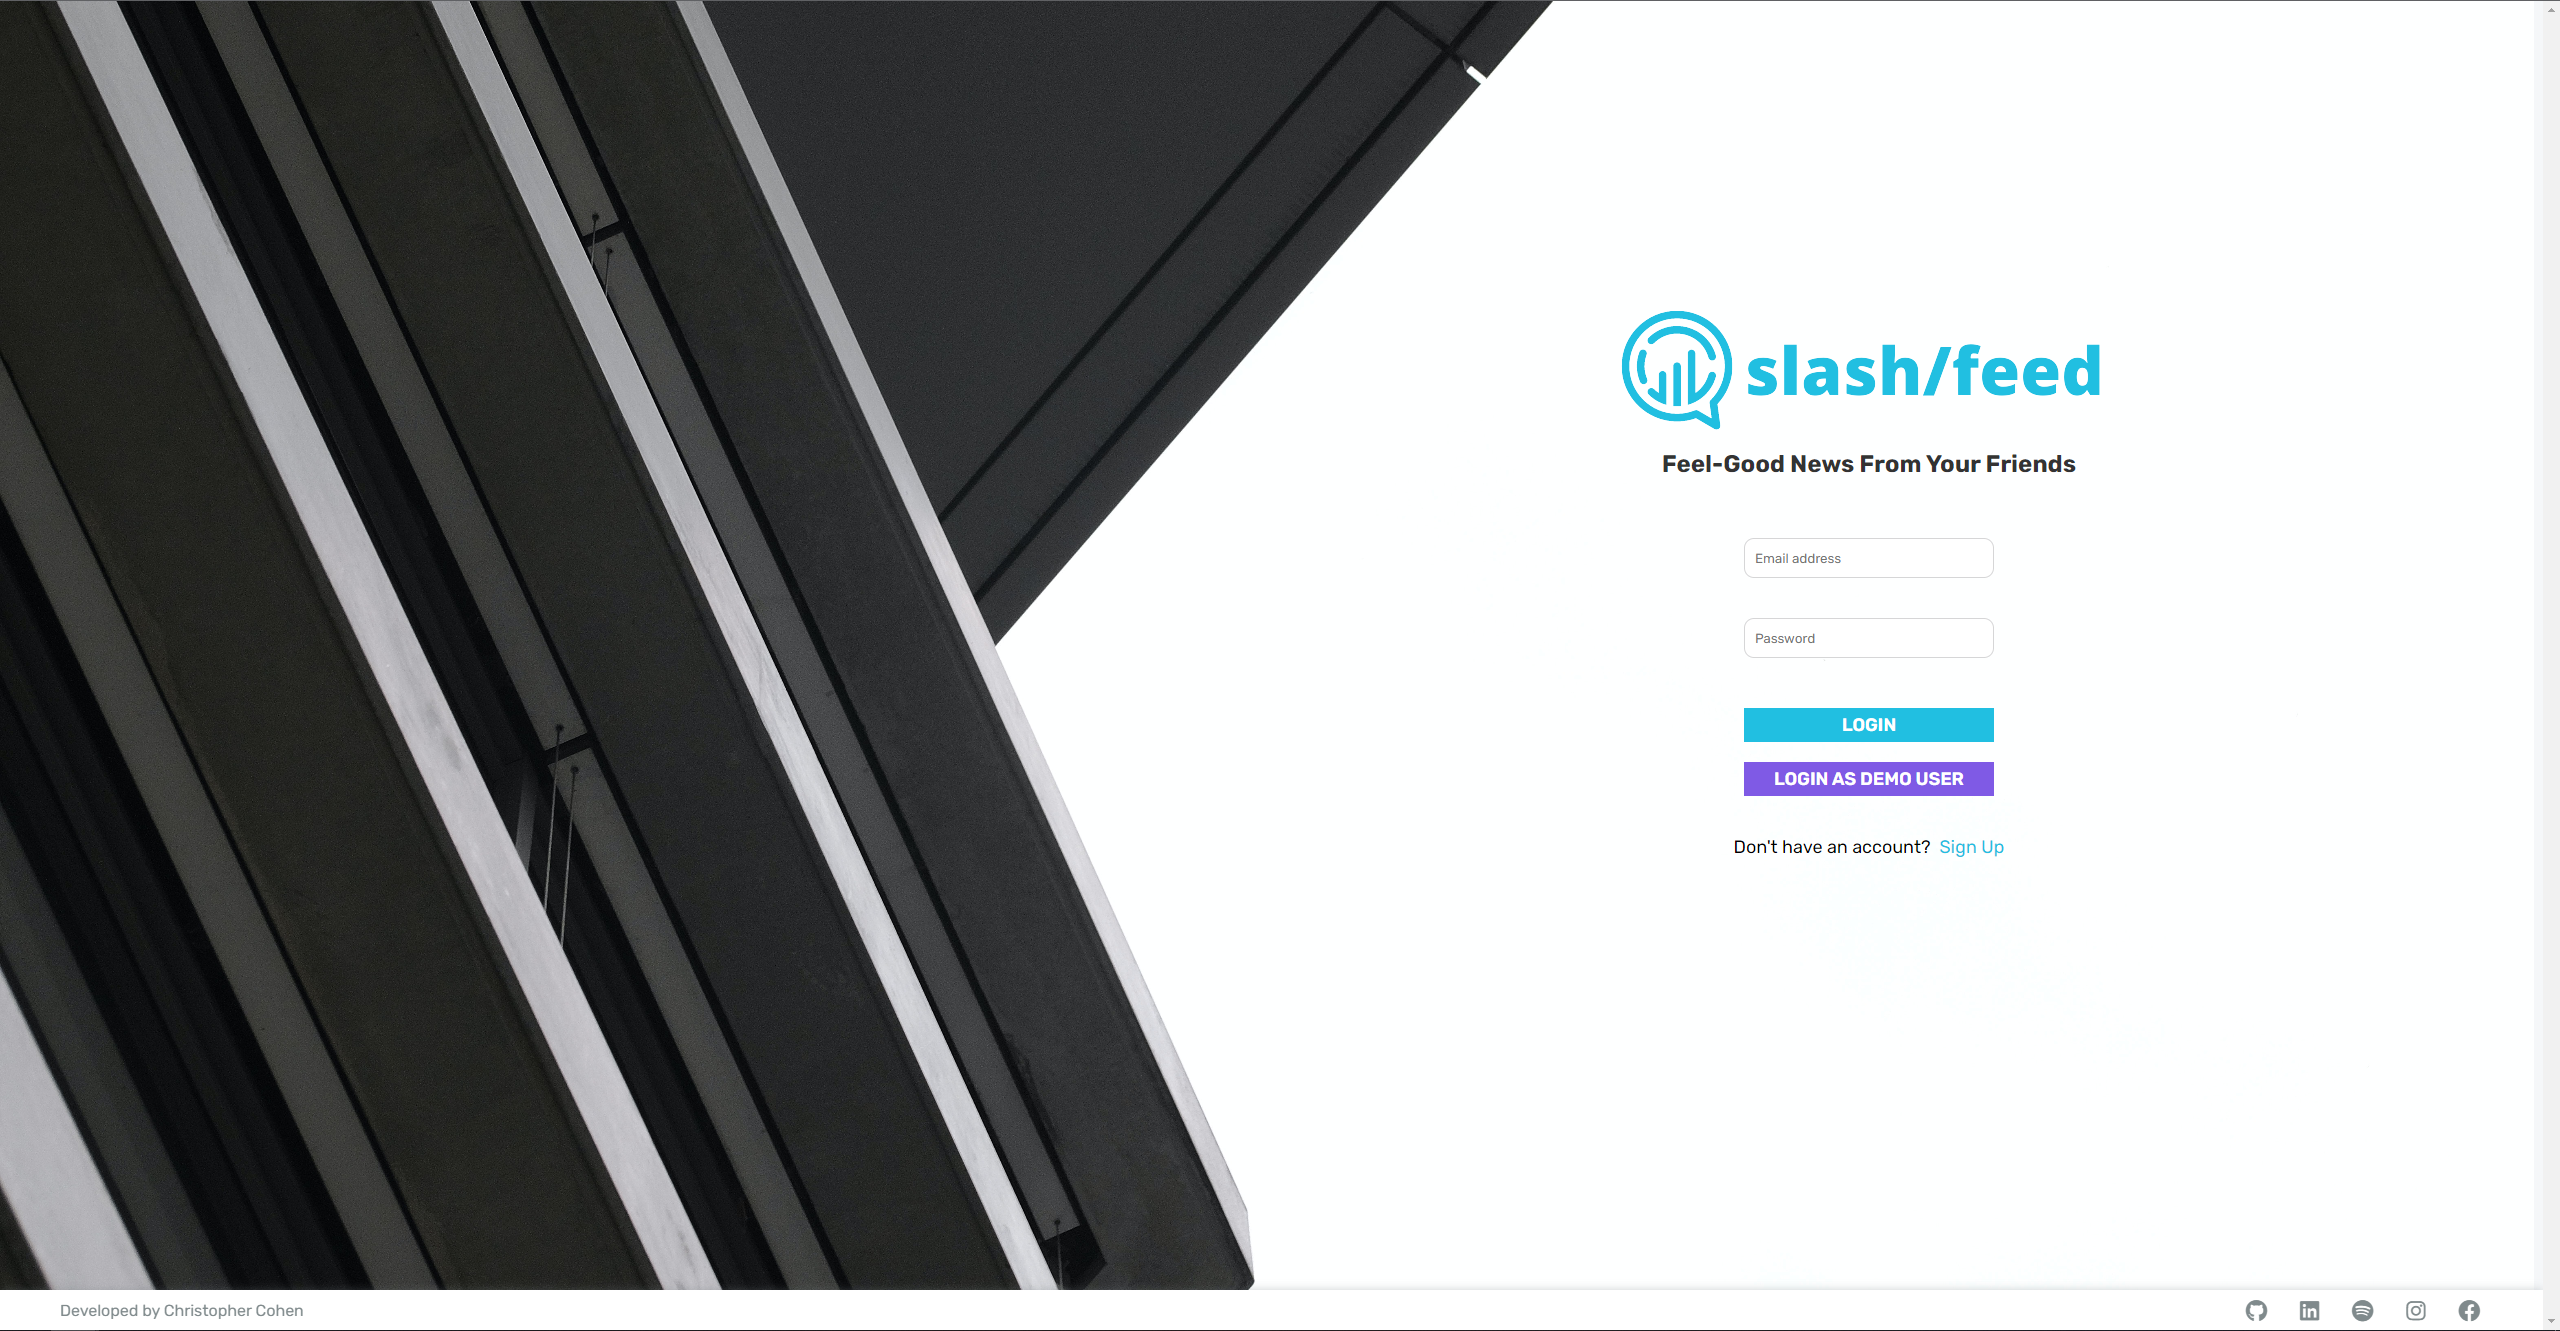 slash/feed
Feel-Good News From Your Friends
Email address
Password
LOGIN
LOGIN AS DEMO USER
Don't have an account? Sign Up
Developed by Christopher Cohen